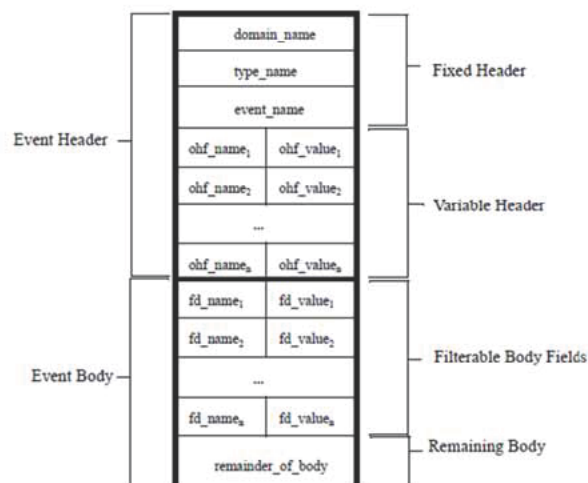 domain_name
type_name
Fixed Header
event_name
Event Header
ohf_name₁ ohf_value₁
ohf_name₂ ohf_value₂
Variable Header
...
ohf_nameₙ ohf_valueₙ
fd_name₁ fd_value₁
fd_name₂ fd_value₂
Filterable Body Fields
Event Body
...
fd_nameₙ fd_valueₙ
Remaining Body
remainder_of_body